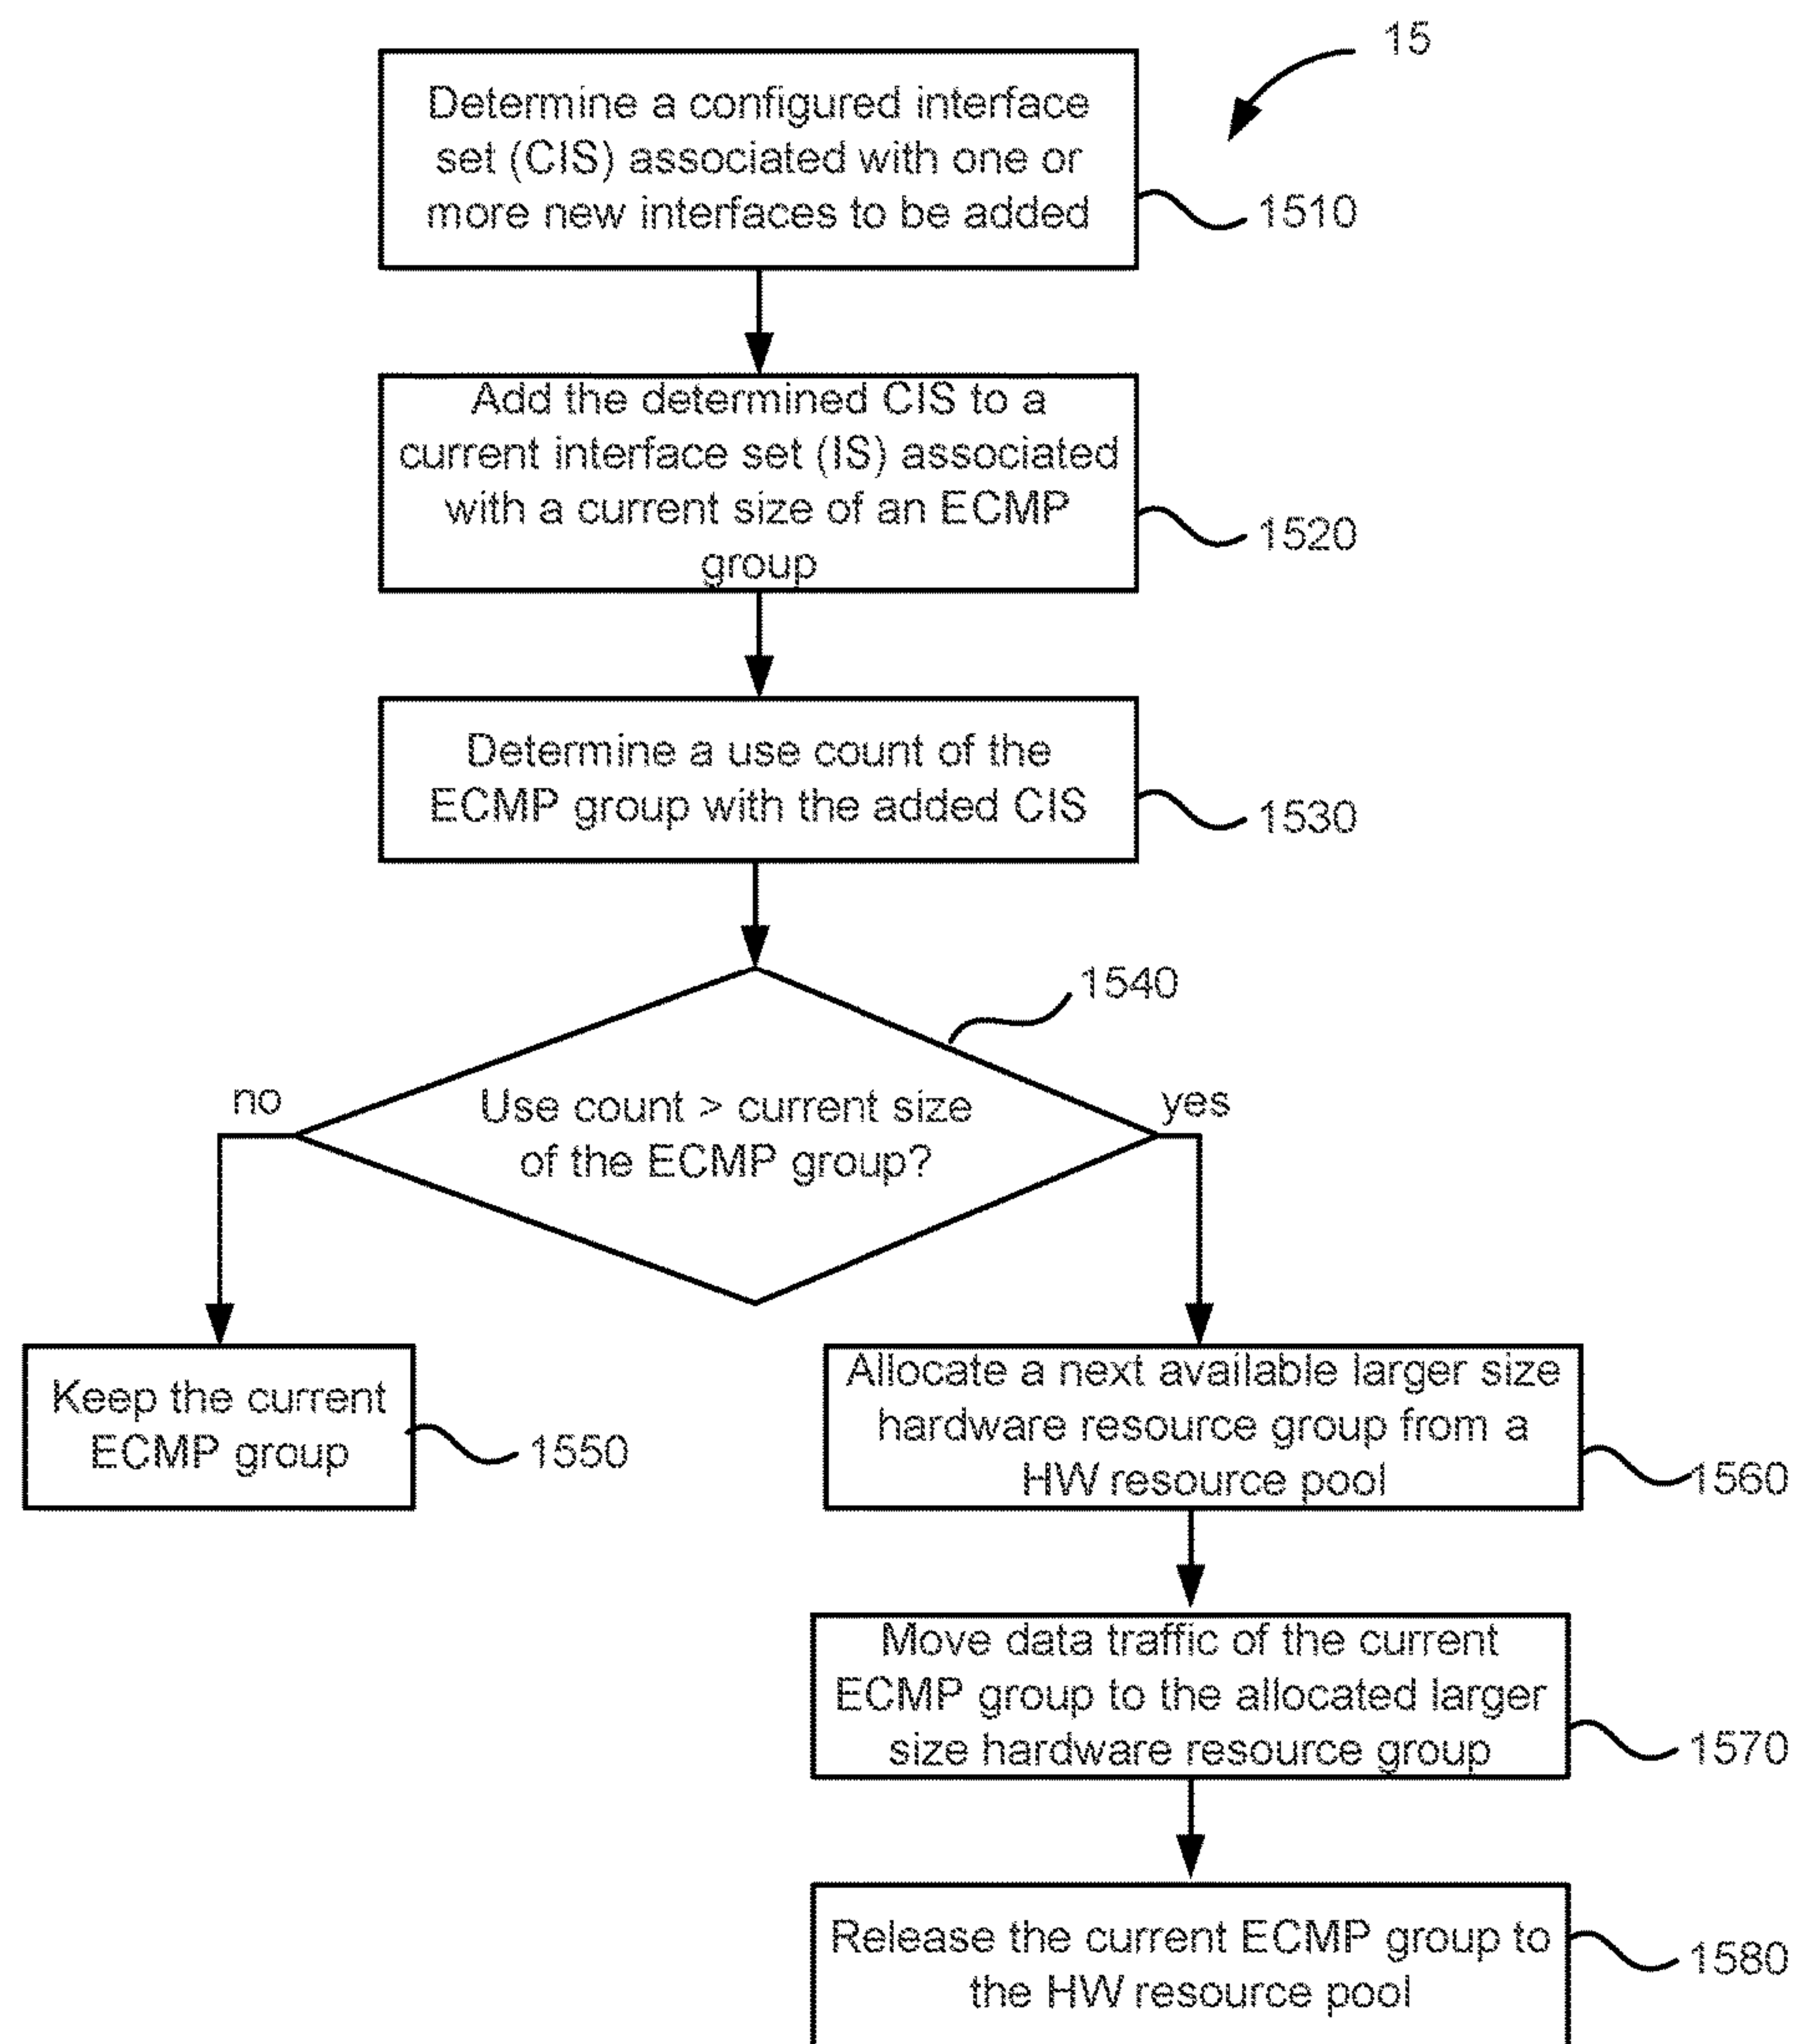 15
Determine a configured interface
set (CIS) associated with one or
more new interfaces to be added
1510
Add the determined CIS to a
current interface set (IS) associated
with a current size of an ECMP
group
1520
Determine a use count of the
ECMP group with the added CIS
1530
1540
no
Use count > current size
of the ECMP group?
yes
Keep the current
ECMP group
1550
Allocate a next available larger size
hardware resource group from a
HW resource pool
1560
Move data traffic of the current
ECMP group to the allocated larger
size hardware resource group
1570
Release the current ECMP group to
the HW resource pool
1580